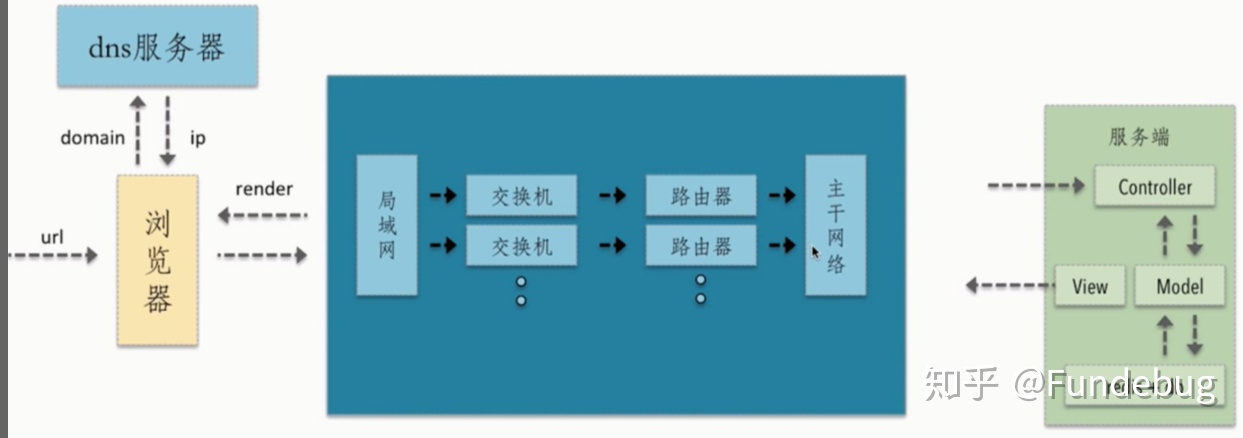 dns服务器
domain
ip
url
浏览器
render
局域网
交换机
路由器
交换机
路由器
主干网络
服务端
Controller
View
Model
知乎 @Fundebug